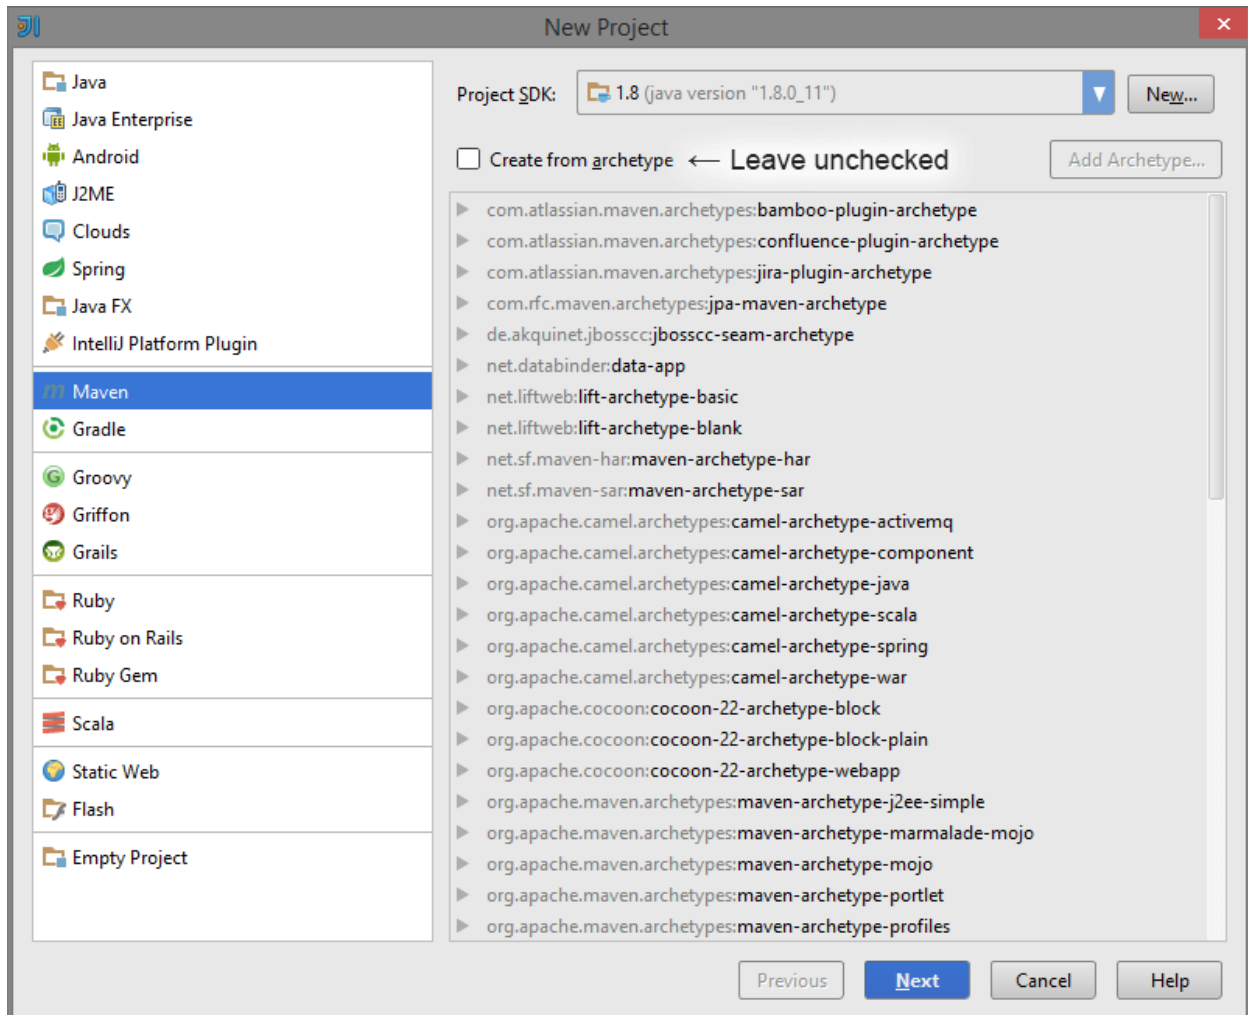 New Project
Java
Java Enterprise
Android
J2ME
Clouds
Spring
Java FX
IntelliJ Platform Plugin
Maven
Gradle
Groovy
Griffon
Grails
Ruby
Ruby on Rails
Ruby Gem
Scala
Static Web
Flash
Empty Project
Project SDK: 1.8 (java version "1.8.0_11") New...
Create from archetype ← Leave unchecked Add Archetype...
com.atlassian.maven.archetypes:bamboo-plugin-archetype
com.atlassian.maven.archetypes:confluence-plugin-archetype
com.atlassian.maven.archetypes:jira-plugin-archetype
com.rfc.maven.archetypes:jpa-maven-archetype
de.akquinet.jbosscc:jbosscc-seam-archetype
net.databinder:data-app
net.liftweb:lift-archetype-basic
net.liftweb:lift-archetype-blank
net.sf.maven-har:maven-archetype-har
net.sf.maven-sar:maven-archetype-sar
org.apache.camel.archetypes:camel-archetype-activemq
org.apache.camel.archetypes:camel-archetype-component
org.apache.camel.archetypes:camel-archetype-java
org.apache.camel.archetypes:camel-archetype-scala
org.apache.camel.archetypes:camel-archetype-spring
org.apache.camel.archetypes:camel-archetype-war
org.apache.cocoon:cocoon-22-archetype-block
org.apache.cocoon:cocoon-22-archetype-block-plain
org.apache.cocoon:cocoon-22-archetype-webapp
org.apache.maven.archetypes:maven-archetype-j2ee-simple
org.apache.maven.archetypes:maven-archetype-marmalade-mojo
org.apache.maven.archetypes:maven-archetype-mojo
org.apache.maven.archetypes:maven-archetype-portlet
org.apache.maven.archetypes:maven-archetype-profiles
Previous Next Cancel Help